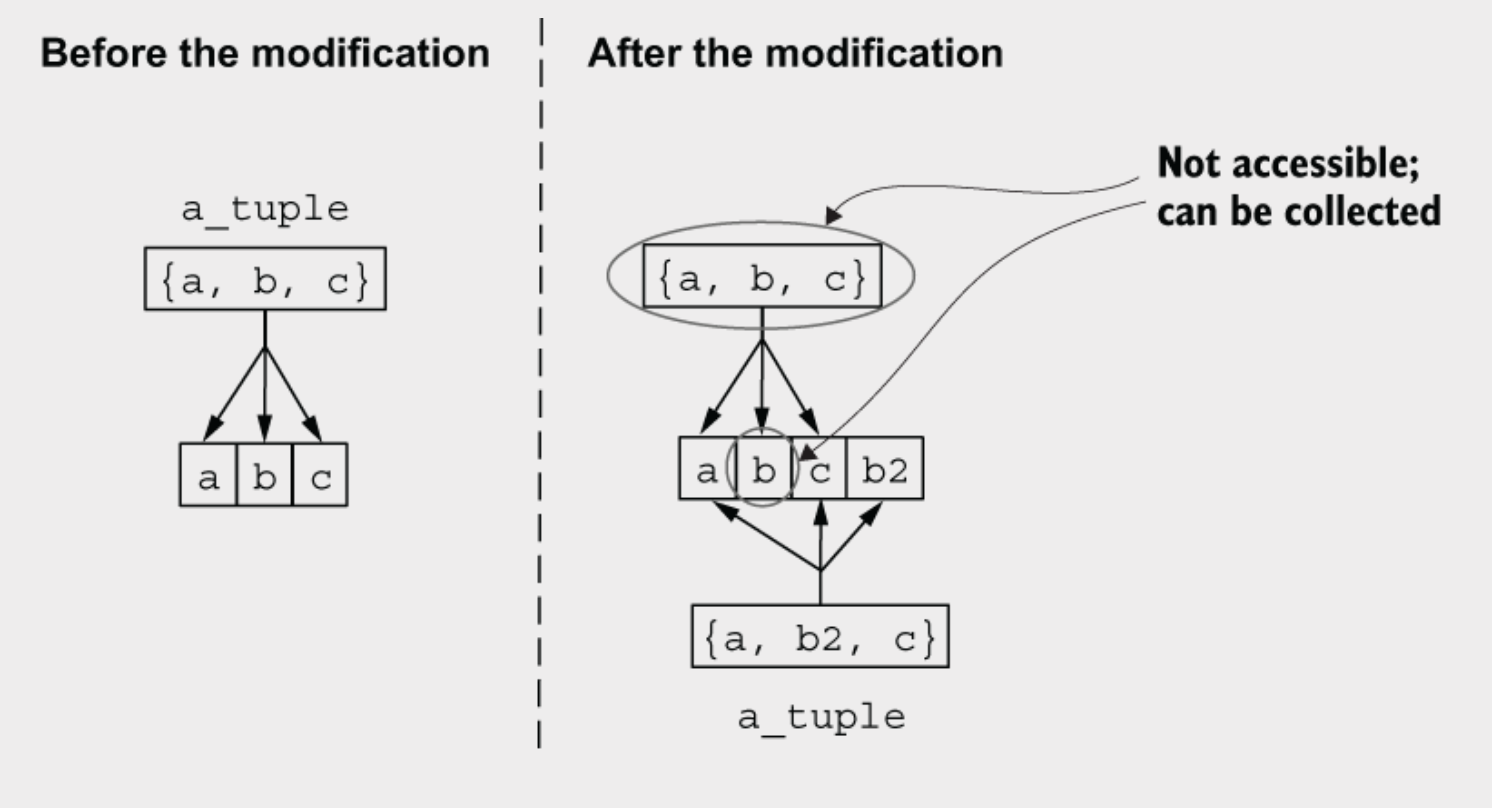 Before the modification
After the modification
Not accessible;
can be collected
a_tuple
{a, b, c}
a b c
{a, b, c}
a b c b2
{a, b2, c}
a_tuple